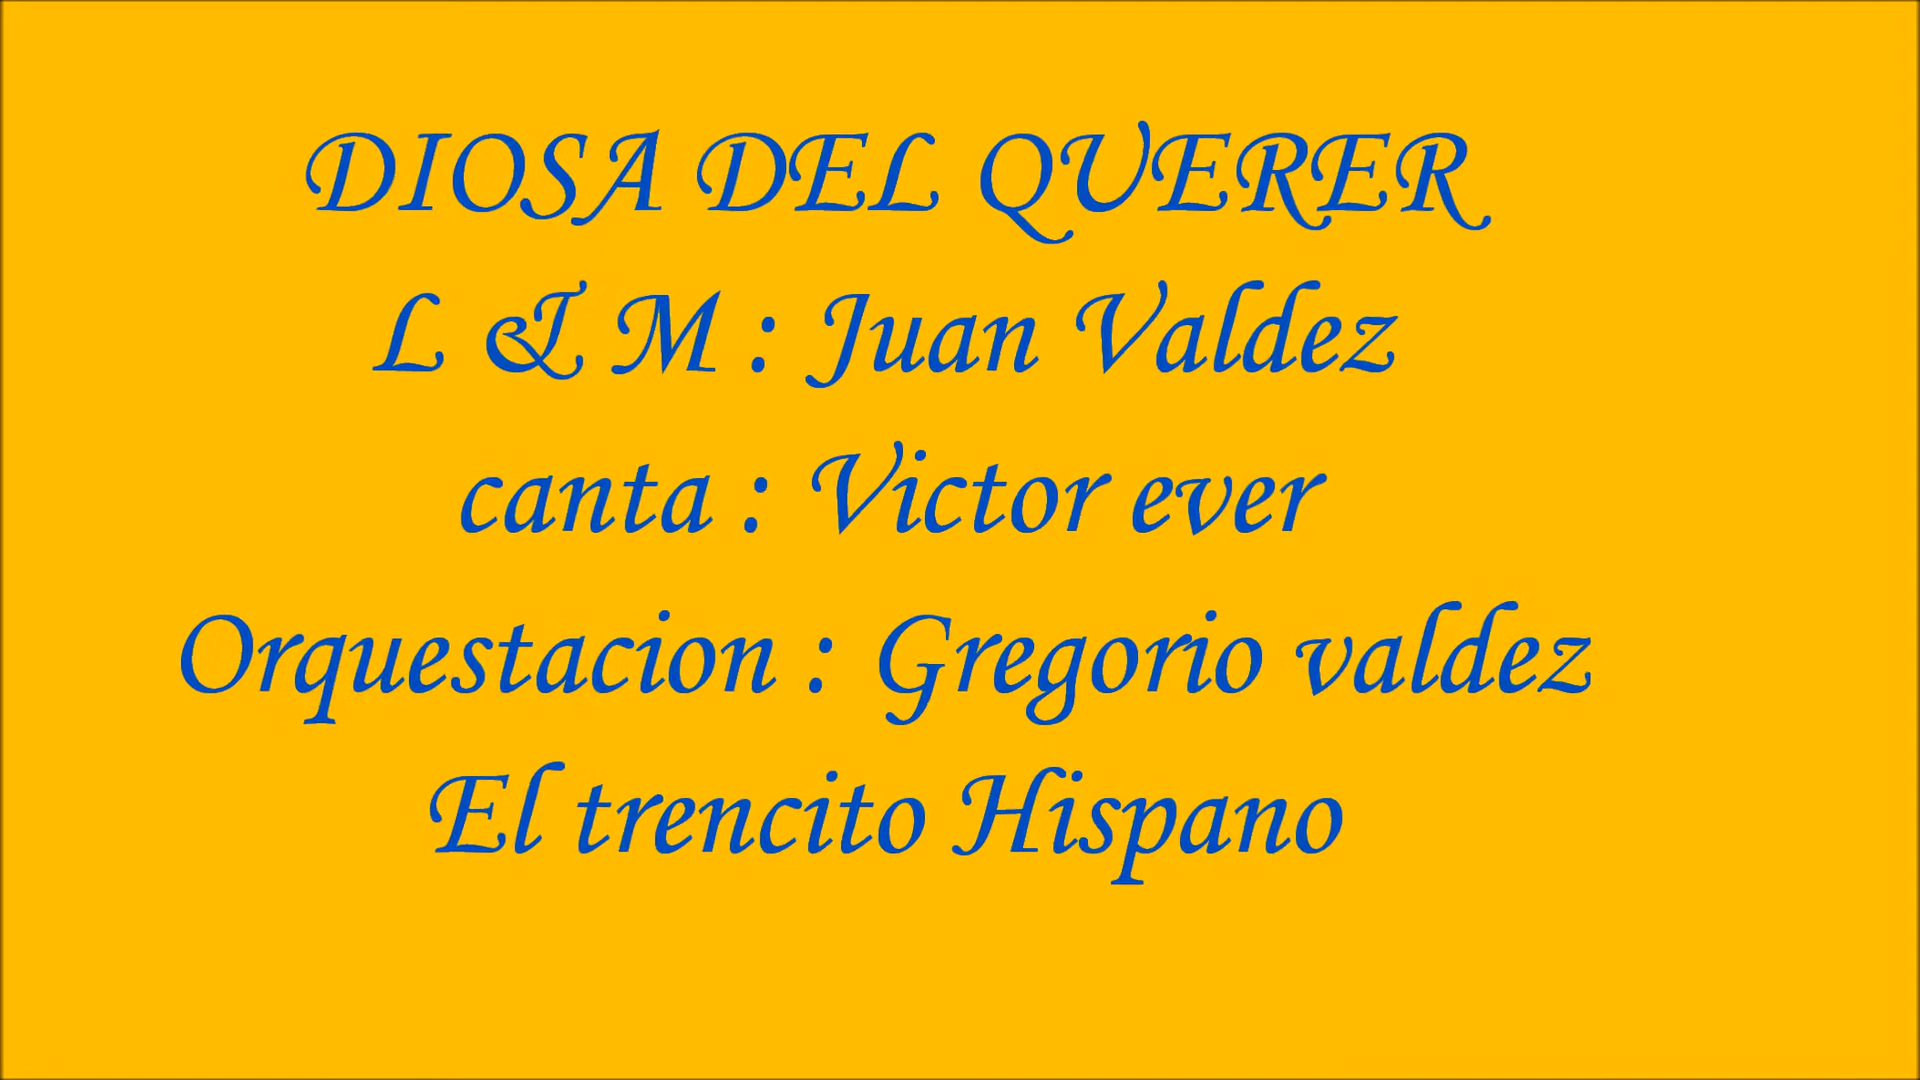 DIOSA DEL QUERER
L & M : Juan Valdez
canta : Victor ever
Orquestacion : Gregorio valdez
El trencito Hispano